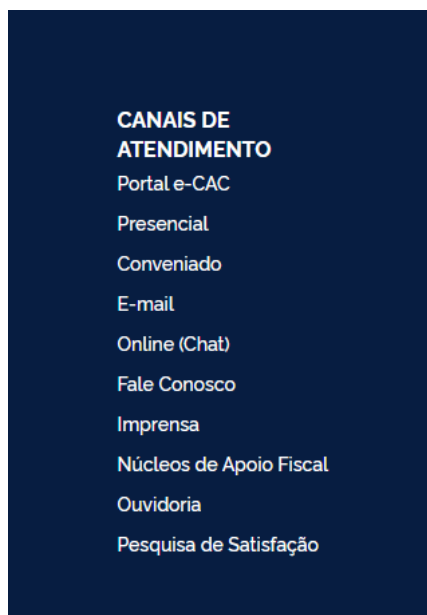 CANAIS DE
ATENDIMENTO
Portal e-CAC
Presencial
Conveniado
E-mail
Online (Chat)
Fale Conosco
Imprensa
Núcleos de Apoio Fiscal
Ouvidoria
Pesquisa de Satisfação